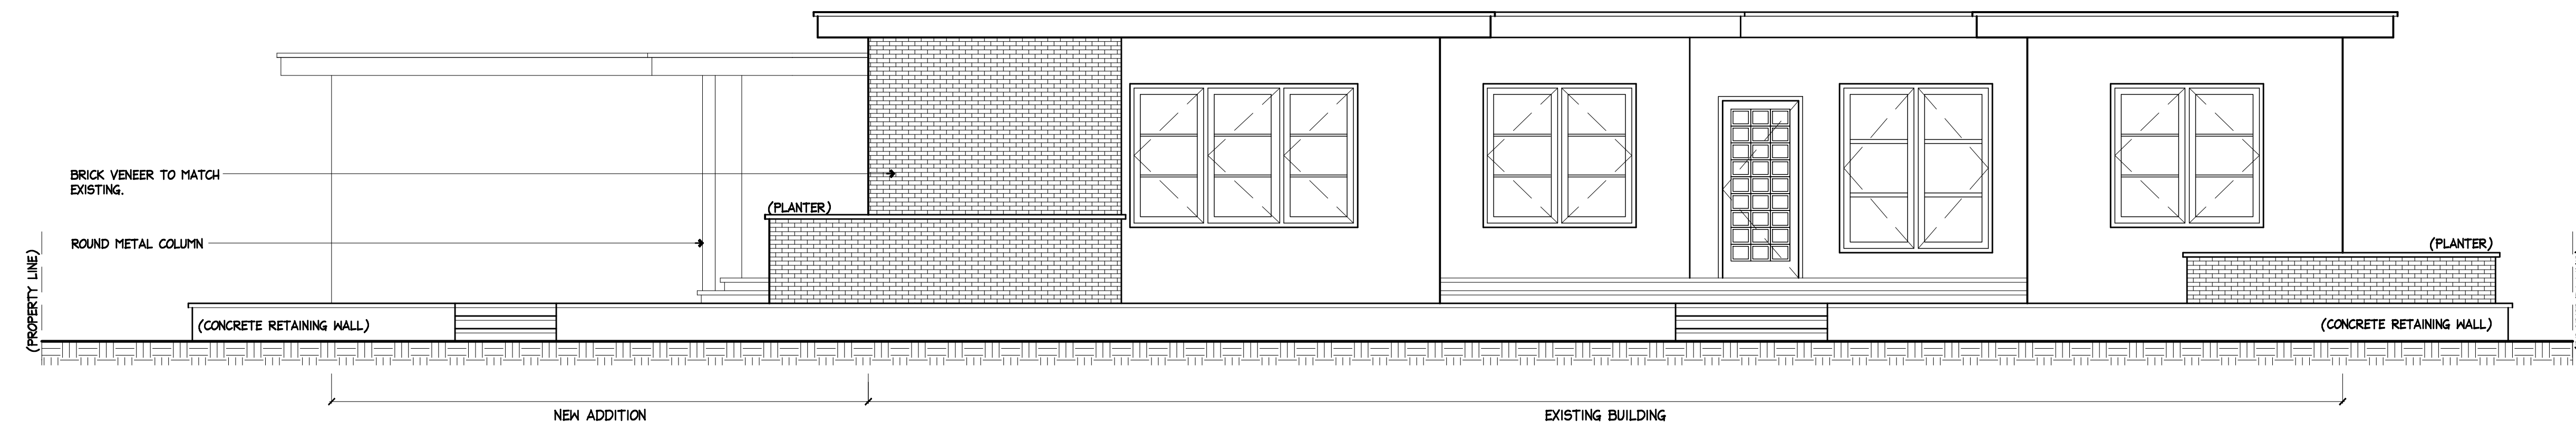 BRICK VENEER TO MATCH
EXISTING.
(PLANTER)
ROUND METAL COLUMN
(PLANTER)
(PROPERTY LINE)
(CONCRETE RETAINING WALL)
(CONCRETE RETAINING WALL)
NEW ADDITION
EXISTING BUILDING